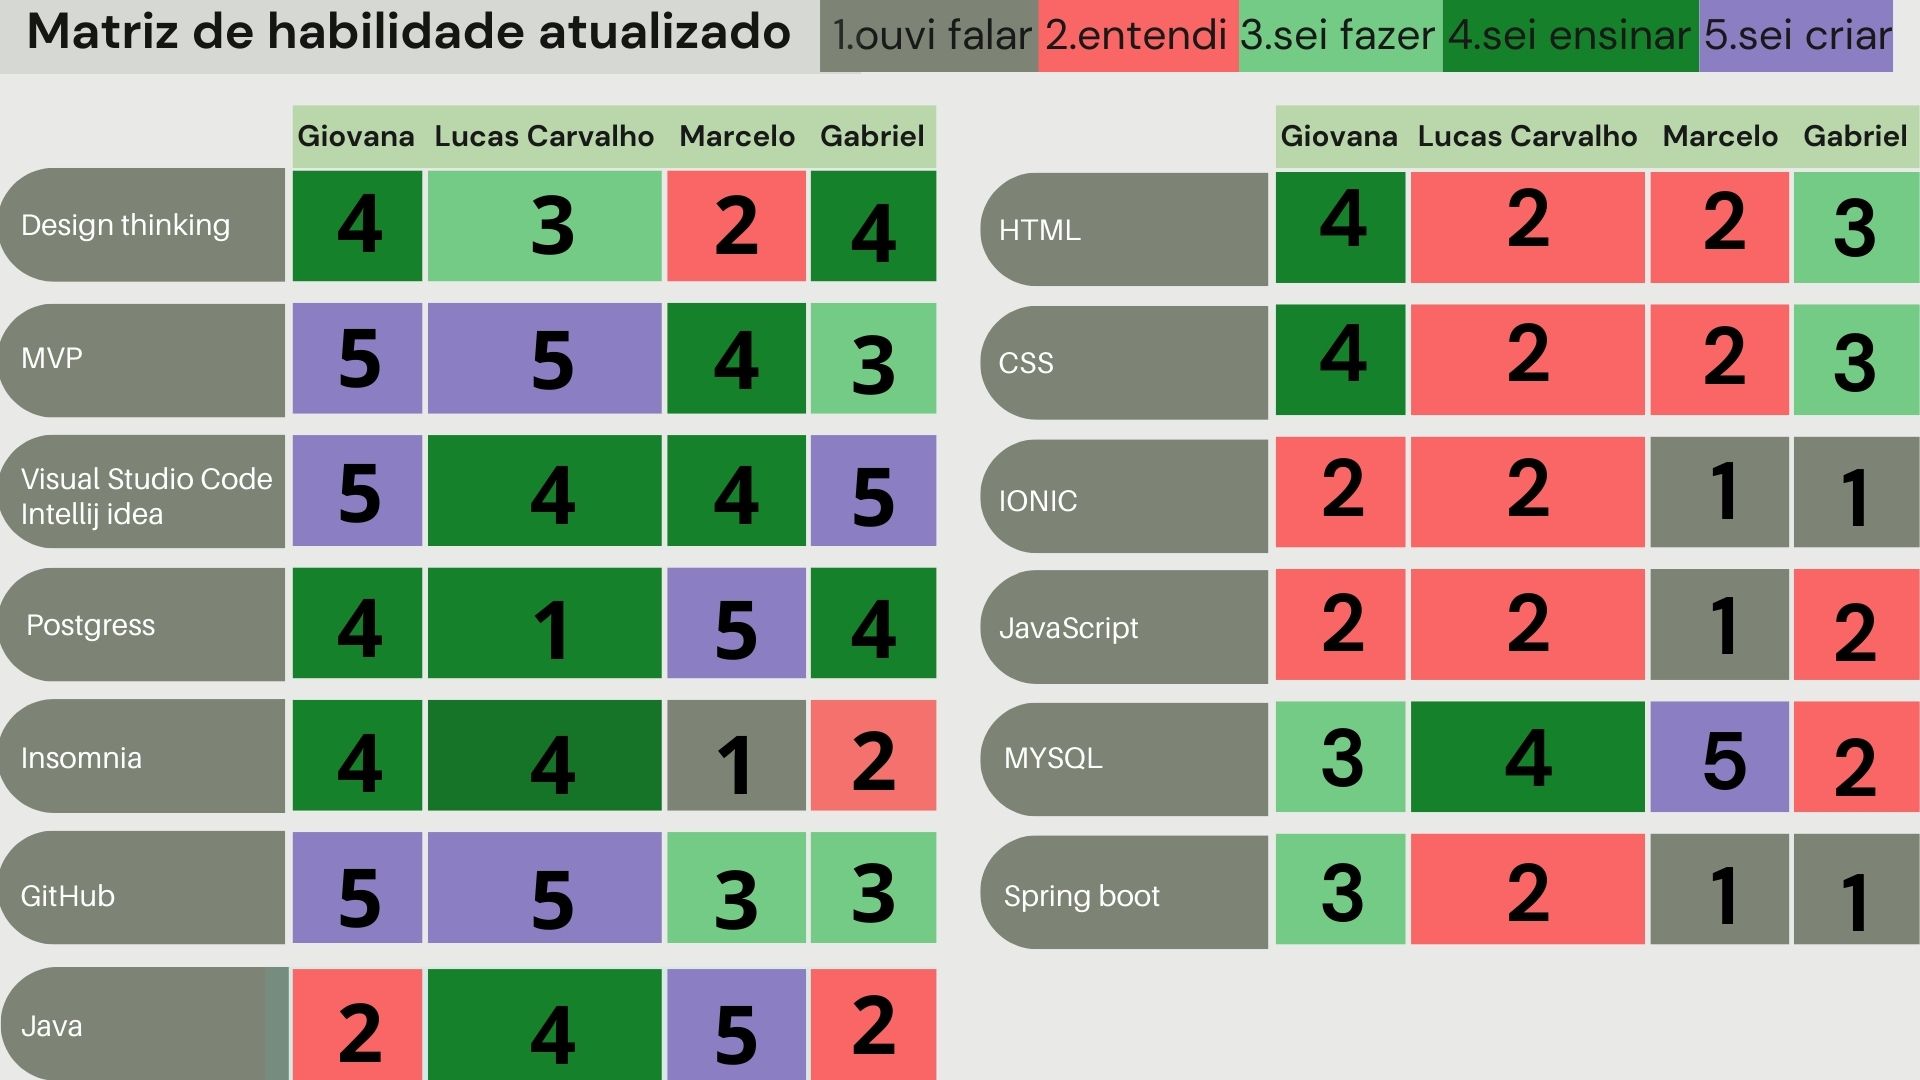 Matriz de habilidade atualizado
1.ouvi falar 2.entendi 3.sei fazer 4.sei ensinar 5.sei criar
Giovana Lucas Carvalho Marcelo Gabriel
Design thinking 4 3 2 4
MVP 5 5 4 3
Visual Studio Code
Intellij idea 5 4 4 5
Postgress 4 1 5 4
Insomnia 4 4 1 2
GitHub 5 5 3 3
Java 2 4 5 2
Giovana Lucas Carvalho Marcelo Gabriel
HTML 4 2 2 3
CSS 4 2 2 3
IONIC 2 2 1 1
JavaScript 2 2 1 2
MYSQL 3 4 5 2
Spring boot 3 2 1 1